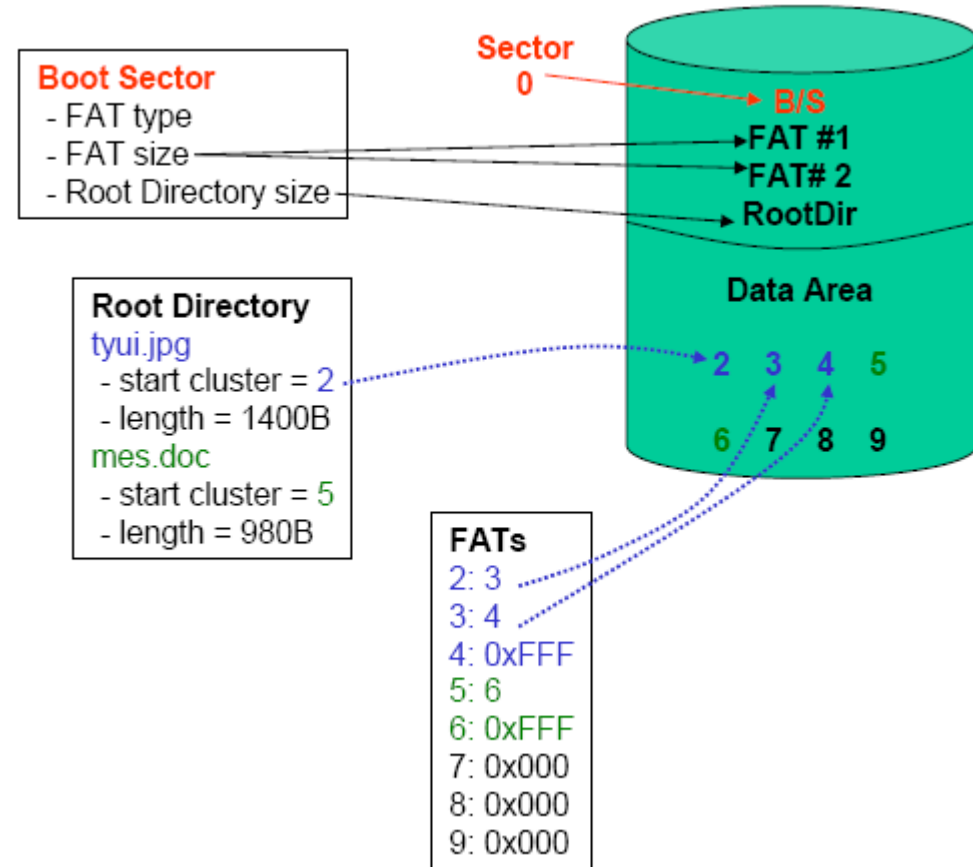 Boot Sector
- FAT type
- FAT size
- Root Directory size
Sector
0
B/S
FAT #1
FAT# 2
RootDir
Data Area
2 3 4 5
6 7 8 9
Root Directory
tyui.jpg
- start cluster = 2
- length = 1400B
mes.doc
- start cluster = 5
- length = 980B
FATs
2: 3
3: 4
4: 0xFFF
5: 6
6: 0xFFF
7: 0x000
8: 0x000
9: 0x000